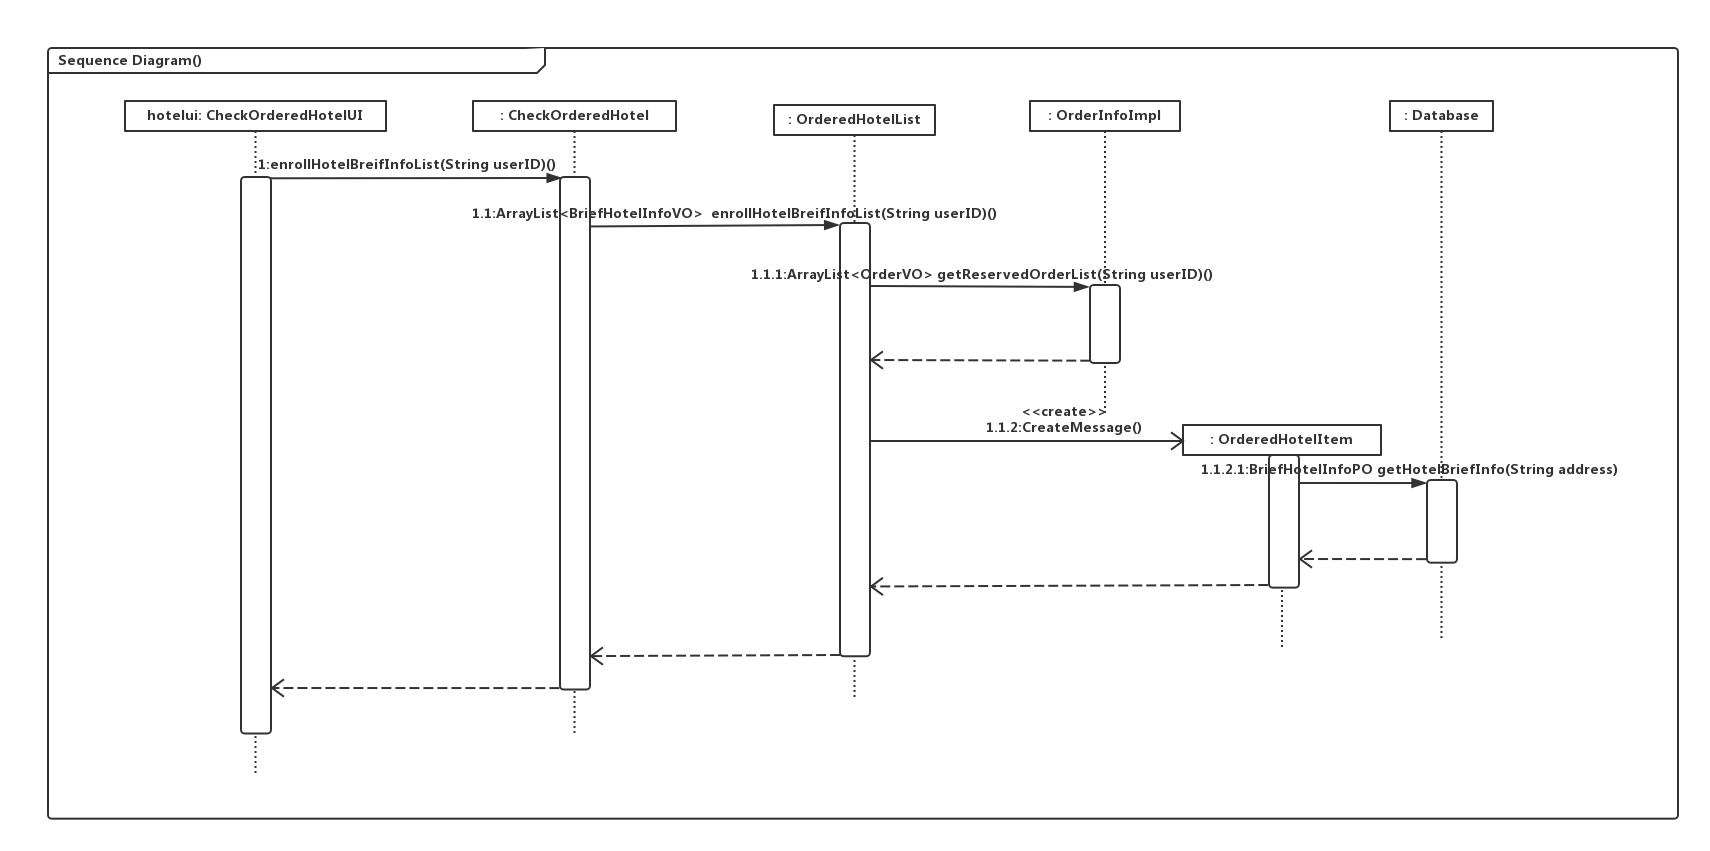 Sequence Diagram()
hotelui: CheckOrderedHotelUI
: CheckOrderedHotel
: OrderedHotelList
: OrderInfoImpl
: Database
1:enrollHotelBreifInfoList(String userID)()
1.1:ArrayList<BriefHotelInfoVO>  enrollHotelBreifInfoList(String userID)()
1.1.1:ArrayList<OrderVO> getReservedOrderList(String userID)()
<<create>>
1.1.2:CreateMessage()
: OrderedHotelItem
1.1.2.1:BriefHotelInfoPO getHotelBriefInfo(String address)